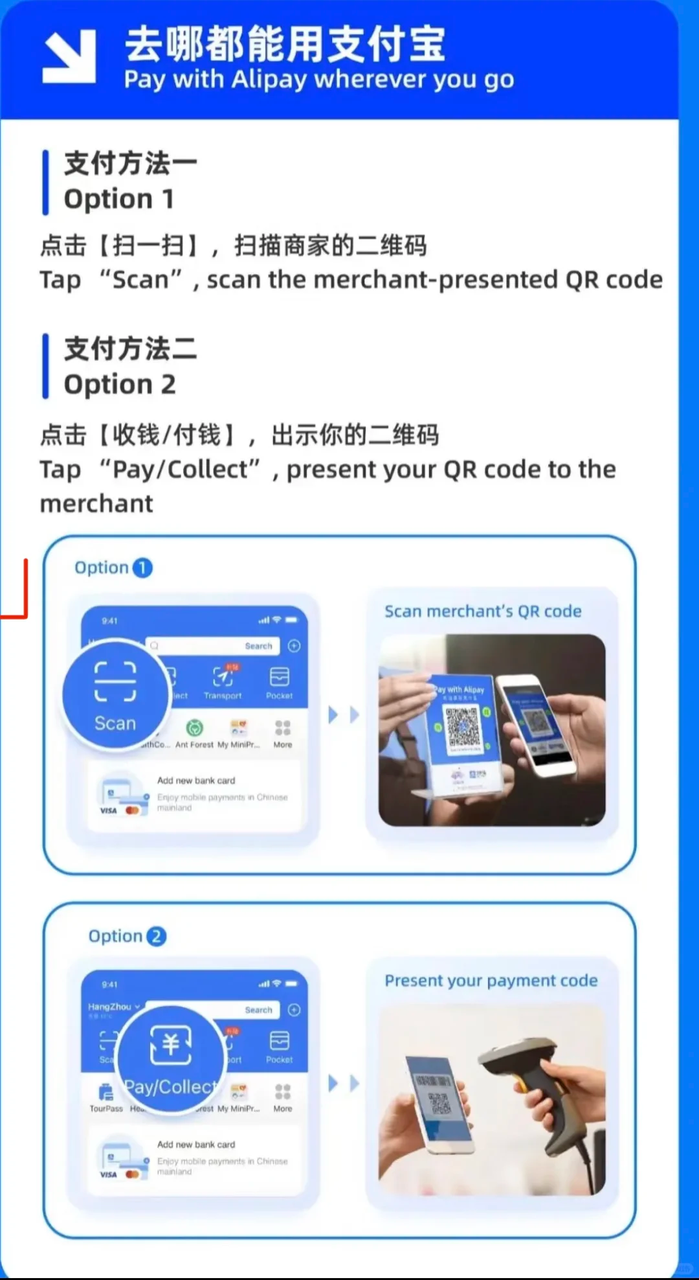 去哪都能用支付宝
Pay with Alipay wherever you go
支付方法一
Option 1
点击【扫一扫】，扫描商家的二维码
Tap “Scan”, scan the merchant-presented QR code
支付方法二
Option 2
点击【收钱/付钱】，出示你的二维码
Tap “Pay/Collect”, present your QR code to the
merchant
Option 1
9:41
Search
Scan
lect
Transport
Pocket
thCo...
Ant Forest
My MiniPr...
More
Add new bank card
Enjoy mobile payments in Chinese
mainland
VISA
Scan merchant's QR code
Pay with Alipay
Option 2
9:41
HangZhou
Search
Sca
Pay/Collect
port
Pocket
TourPass
Hea
rest
My MiniPr...
More
Add new bank card
Enjoy mobile payments in Chinese
mainland
VISA
Present your payment code